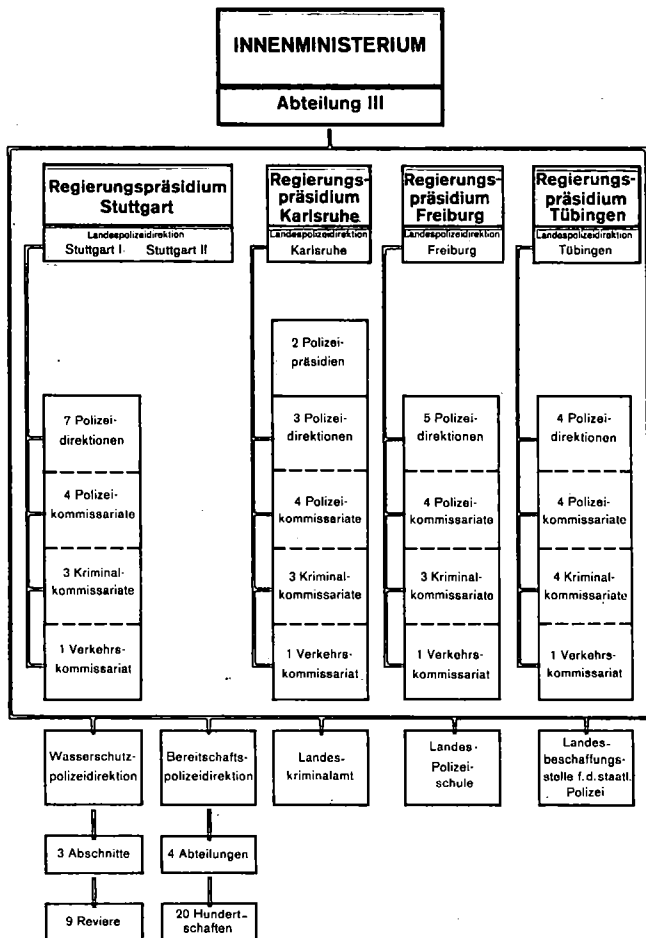 INNENMINISTERIUM
Abteilung III
Regierungspräsidium
Stuttgart
Landespolizeidirektion
Stuttgart I Stuttgart II
Regierungs-
präsidium
Karlsruhe
Landespolizeidirektion
Karlsruhe
Regierungs-
präsidium
Freiburg
Landespolizeidirektion
Freiburg
Regierungs-
präsidium
Tübingen
Landespolizeidirektion
Tübingen
7 Polizei-
direktionen
4 Polizei-
kommissariate
3 Kriminal-
kommissariate
1 Verkehrs-
kommissariat
2 Polizei-
präsidien
3 Polizei-
direktionen
4 Polizei-
kommissariate
3 Kriminal-
kommissariate
1 Verkehrs-
kommissariat
5 Polizei-
direktionen
4 Polizei-
kommissariate
3 Kriminal-
kommissariate
1 Verkehrs-
kommissariat
4 Polizei-
direktionen
4 Polizei-
kommissariate
4 Kriminal-
kommissariate
1 Verkehrs-
kommissariat
Wasserschutz-
polizeidirektion
3 Abschnitte
9 Reviere
Bereitschafts-
polizeidirektion
4 Abteilungen
20 Hundert-
schaften
Landes-
kriminalamt
Landes-
Polizei-
schule
Landes-
beschaffungs-
stelle f. d. staatl.
Polizei